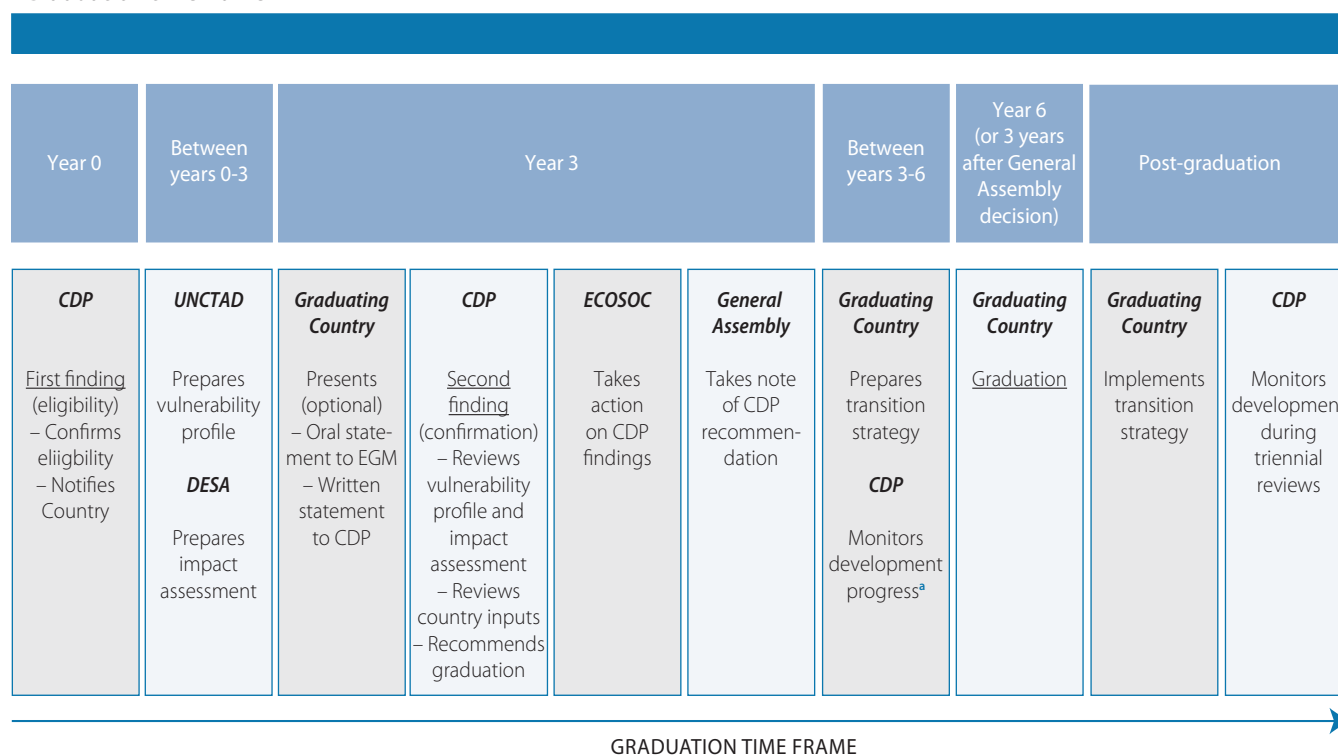 Year 0
Between
years 0-3
Year 3
Between
years 3-6
Year 6
(or 3 years
after General
Assembly
decision)
Post-graduation
CDP
First finding
(eligibility)
– Confirms
eliigbility
– Notifies
Country
UNCTAD
Prepares
vulnerability
profile
DESA
Prepares
impact
assessment
Graduating
Country
Presents
(optional)
– Oral state-
ment to EGM
– Written
statement
to CDP
CDP
Second
finding
(confirmation)
– Reviews
vulnerability
profile and
impact
assessment
– Reviews
country inputs
– Recommends
graduation
ECOSOC
Takes
action
on CDP
findings
General
Assembly
Takes note
of CDP
recommen-
dation
Graduating
Country
Prepares
transition
strategy
CDP
Monitors
development
progressa
Graduating
Country
Graduation
Graduating
Country
Implements
transition
strategy
CDP
Monitors
developmen
during
triennial
reviews
GRADUATION TIME FRAME